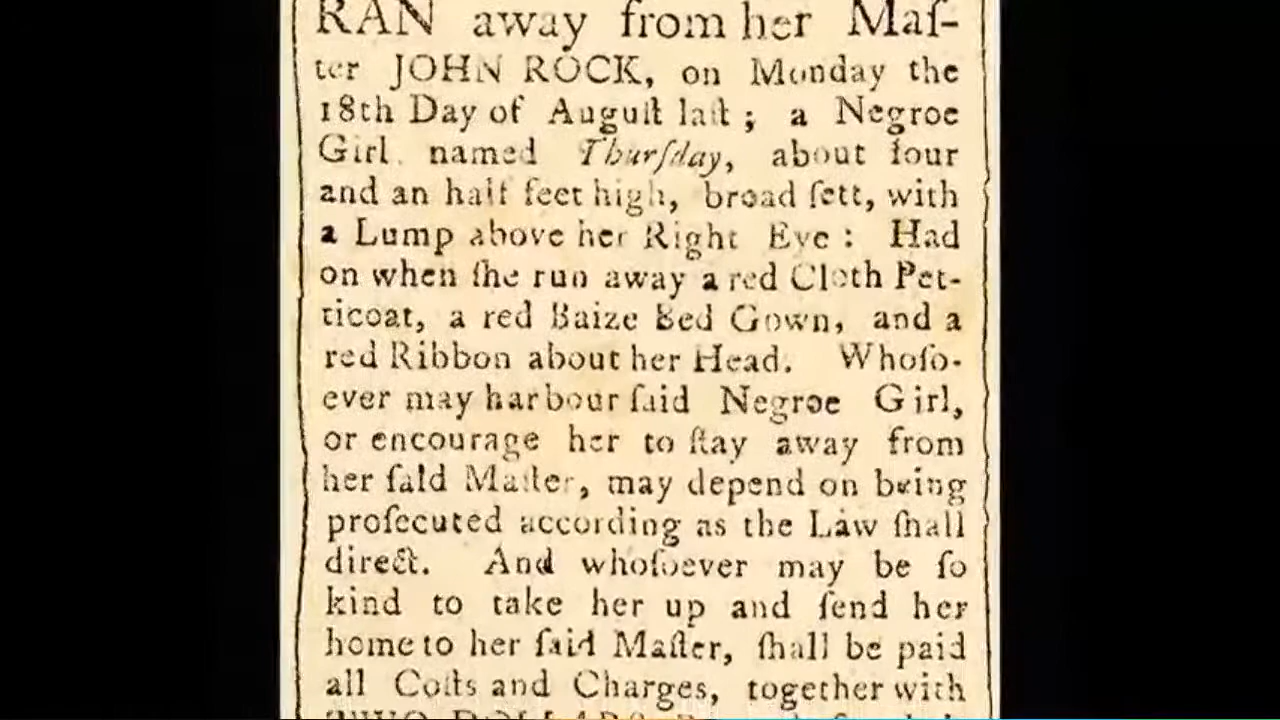 RAN away from her Maſ-
ter JOHN ROCK, on Monday the
18th Day of Auguſt laſt ; a Negroe
Girl named Thurſday, about four
and an half feet high, broad ſett, with
a Lump above her Right Eye : Had
on when ſhe run away a red Cloth Pet-
ticoat, a red Baize Bed Gown, and a
red Ribbon about her Head. Whoſo-
ever may harbour ſaid Negroe Girl,
or encourage her to ſtay away from
her ſaid Maſter, may depend on being
proſecuted according as the Law ſhall
direct. And whoſoever may be ſo
kind to take her up and ſend her
home to her ſaid Maſter, ſhall be paid
all Coſts and Charges, together with
TWO DOLLARS